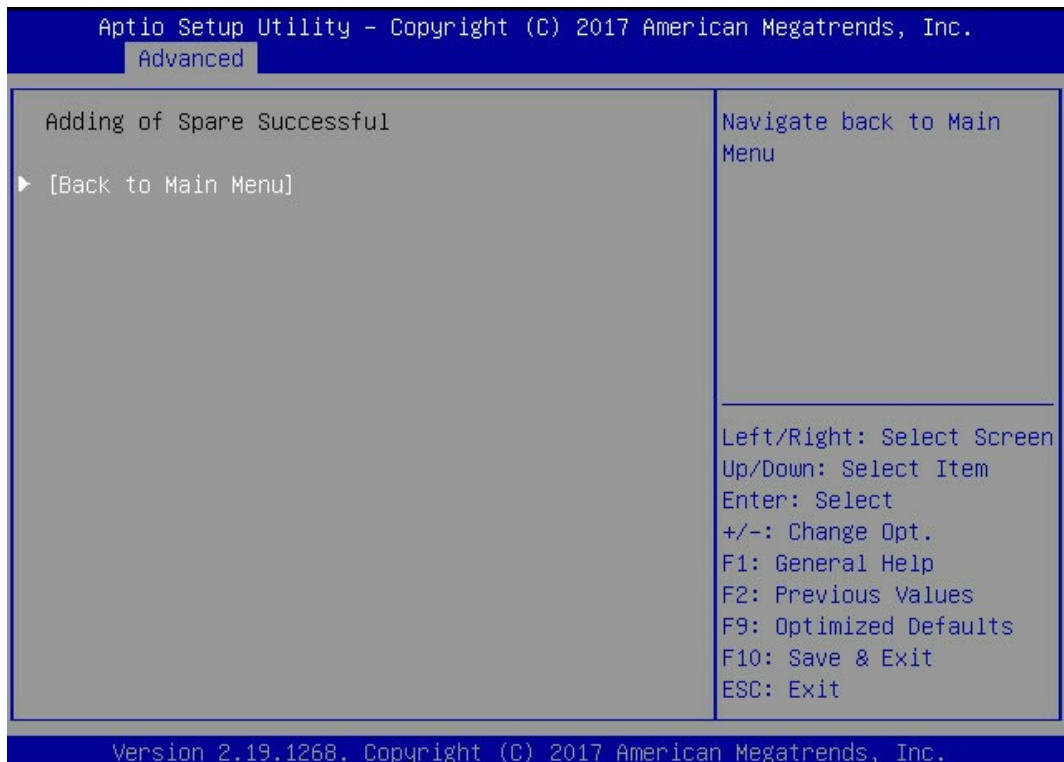 Aptio Setup Utility – Copyright (C) 2017 American Megatrends, Inc.
Advanced
Adding of Spare Successful
[Back to Main Menu]
Navigate back to Main
Menu
Left/Right: Select Screen
Up/Down: Select Item
Enter: Select
+/-: Change Opt.
F1: General Help
F2: Previous Values
F9: Optimized Defaults
F10: Save & Exit
ESC: Exit
Version 2.19.1268. Copyright (C) 2017 American Megatrends, Inc.